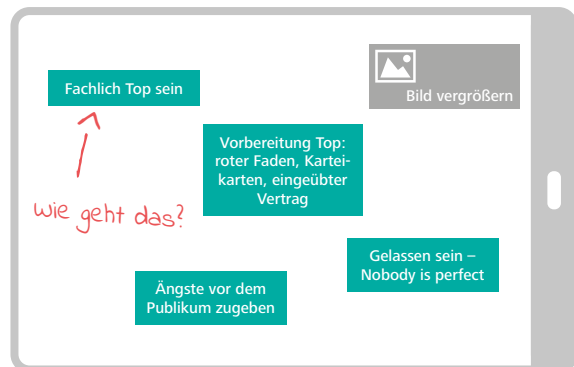 Fachlich Top sein
Bild vergrößern
Vorbereitung Top:
roter Faden, Kartei-
karten, eingeübter
Vertrag
wie geht das?
Gelassen sein –
Nobody is perfect
Ängste vor dem
Publikum zugeben